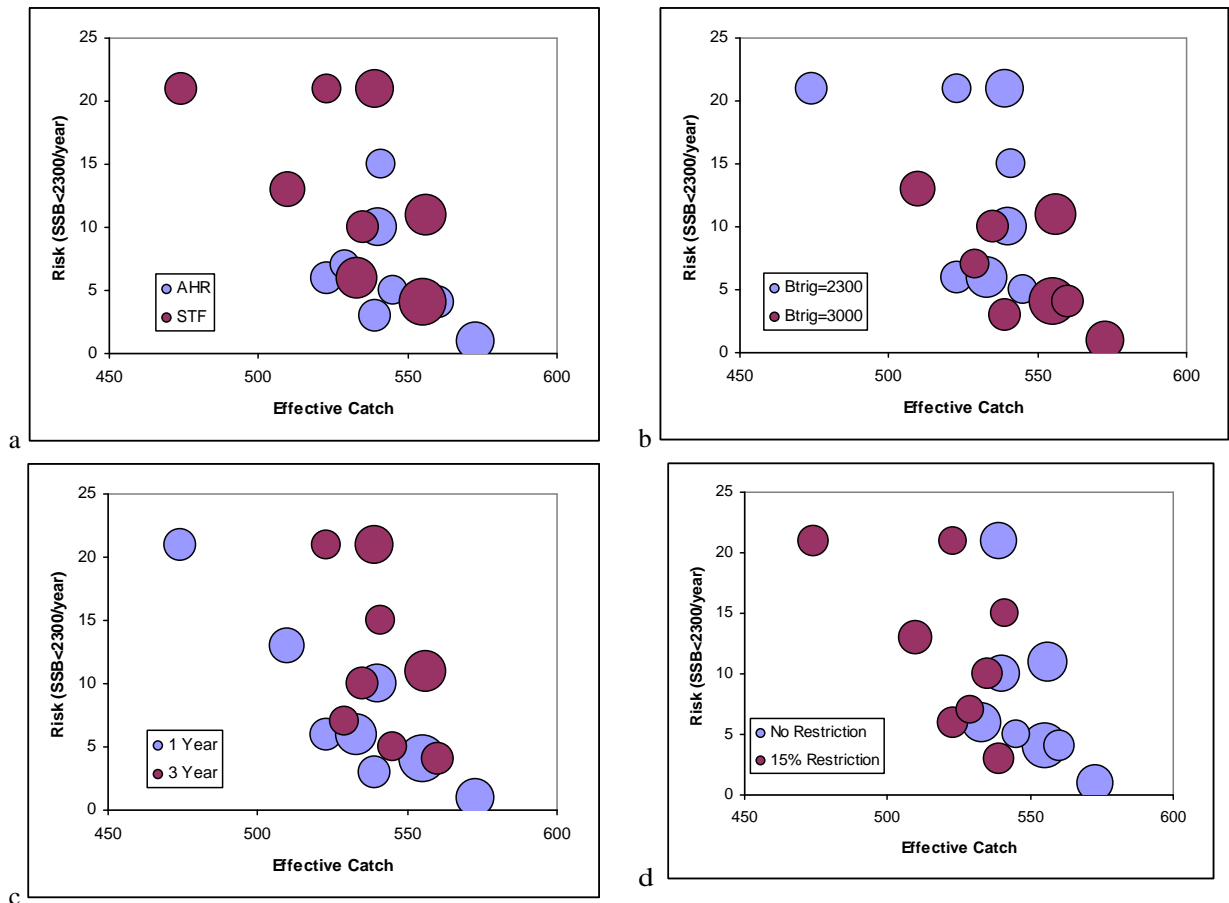 25
20
15
10
5
0
Risk (SSB<2300/year)
AHR
STF
450 500 550 600
Effective Catch
a
25
20
15
10
5
0
Risk (SSB<2300/year)
Btrig=2300
Btrig=3000
450 500 550 600
Effective Catch
b
25
20
15
10
5
0
Risk (SSB<2300/year)
1 Year
3 Year
450 500 550 600
Effective Catch
c
25
20
15
10
5
0
Risk (SSB<2300/year)
No Restriction
15% Restriction
450 500 550 600
Effective Catch
d